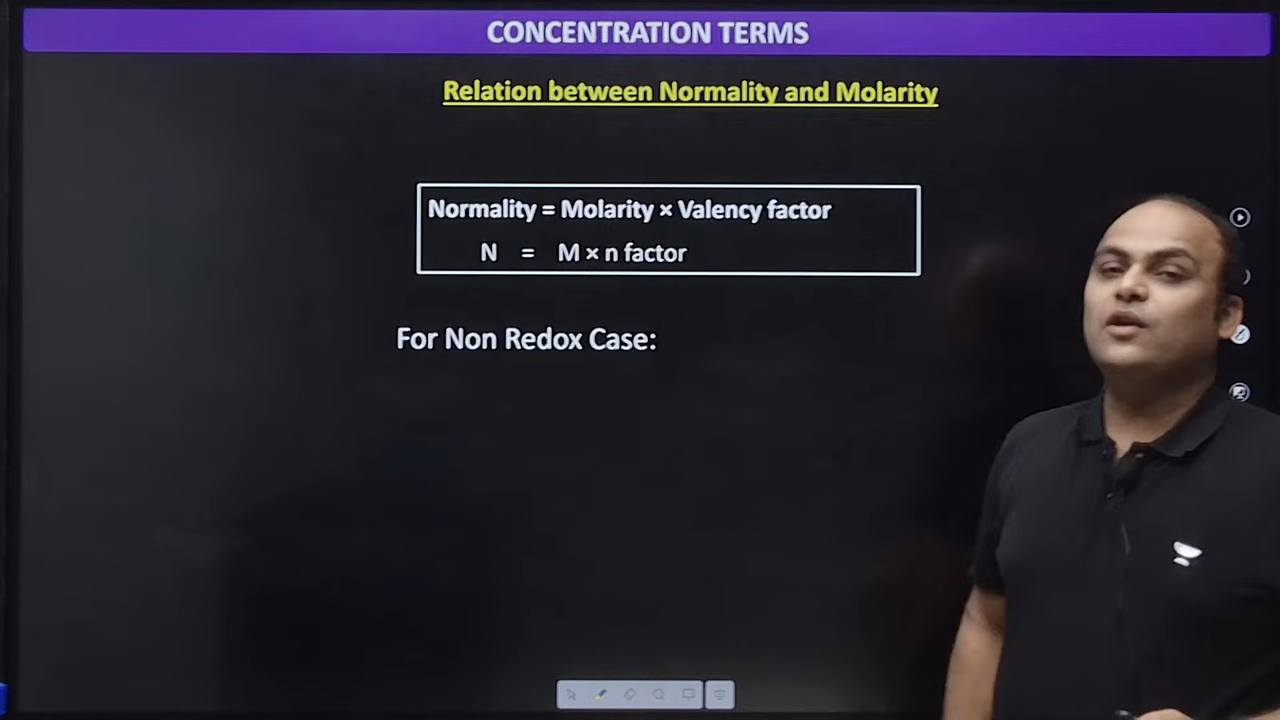 CONCENTRATION TERMS
Relation between Normality and Molarity
Normality = Molarity × Valency factor
N = M × n factor
For Non Redox Case: